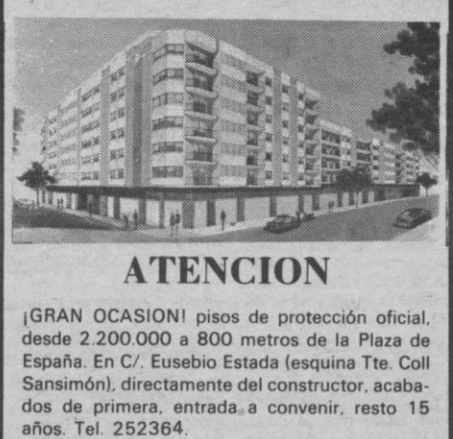 ATENCION
¡GRAN OCASION! pisos de protección oficial,
desde 2.200.000 a 800 metros de la Plaza de
España. En C/. Eusebio Estada (esquina Tte. Coll
Sansimón), directamente del constructor, acaba-
dos de primera, entrada a convenir, resto 15
años. Tel. 252364.